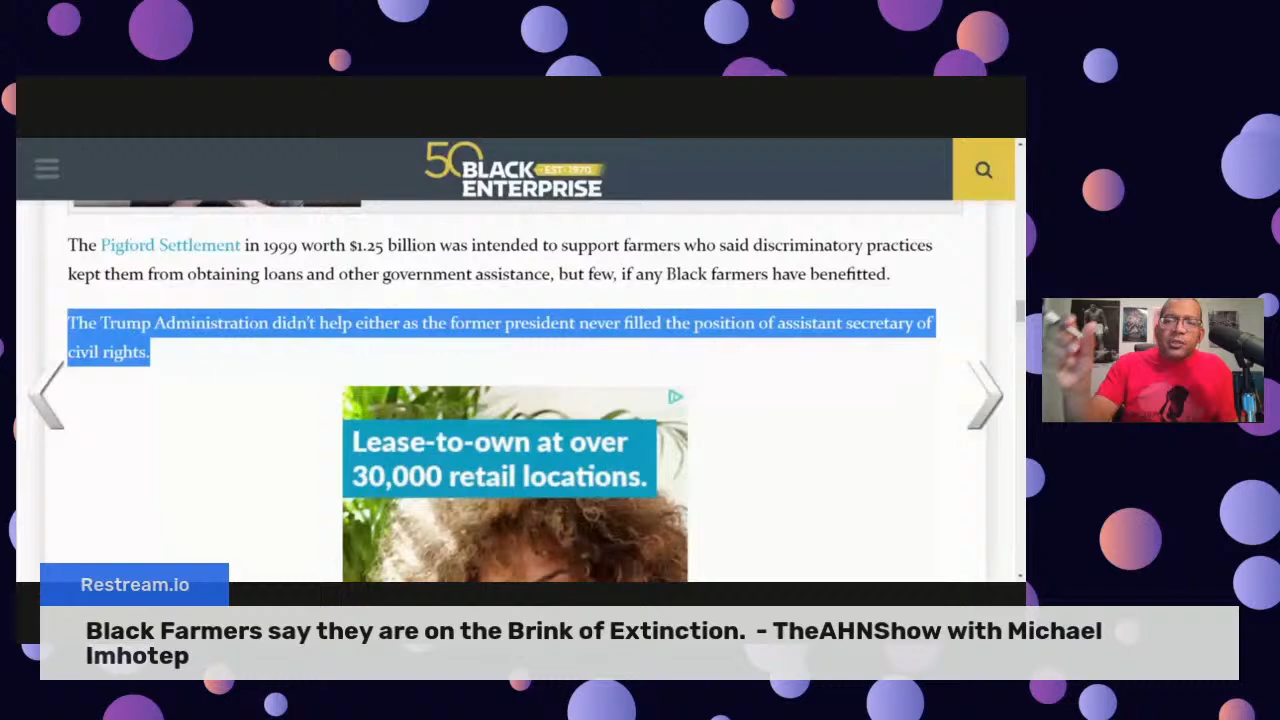 50
BLACK
EST. 1970
ENTERPRISE
The Pigford Settlement in 1999 worth $1.25 billion was intended to support farmers who said discriminatory practices
kept them from obtaining loans and other government assistance, but few, if any Black farmers have benefitted.
The Trump Administration didn't help either as the former president never filled the position of assistant secretary of
civil rights.
Lease-to-own at over
30,000 retail locations.
Restream.io
Black Farmers say they are on the Brink of Extinction. - TheAHNShow with Michael
Imhotep